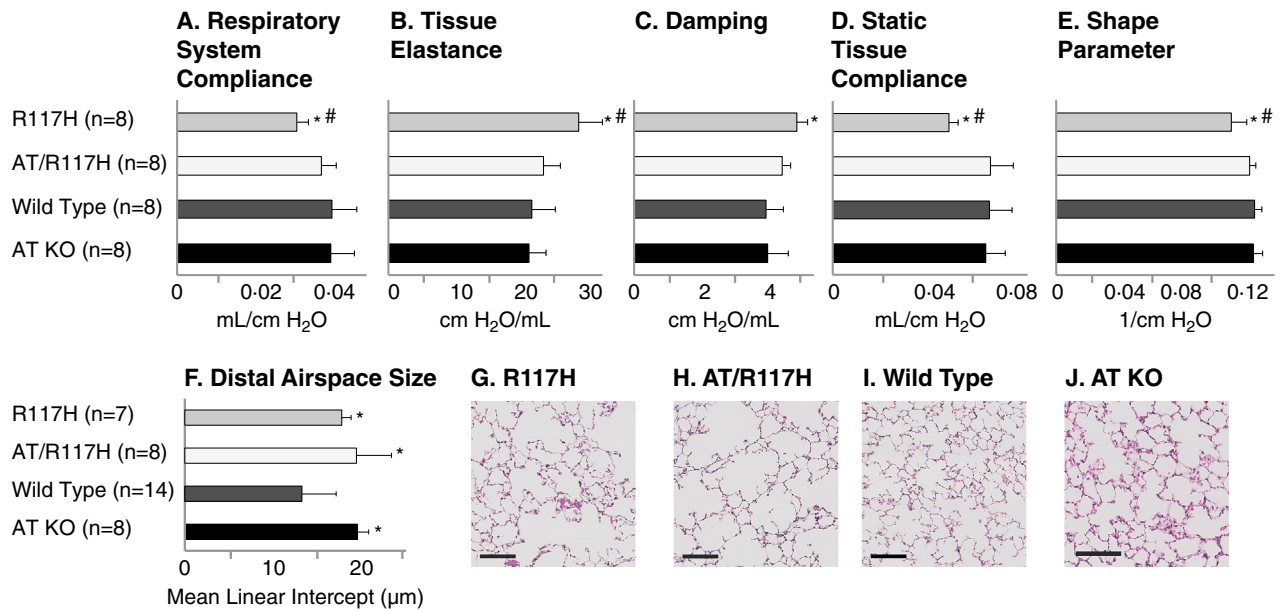 A. Respiratory System Compliance
B. Tissue Elastance
C. Damping
D. Static Tissue Compliance
E. Shape Parameter
R117H (n=8)
* #
* #
*
* #
* #
AT/R117H (n=8)
Wild Type (n=8)
AT KO (n=8)
0 0·02 0·04
0 10 20 30
0 2 4
0 0·04 0·08
0 0·04 0·08 0·12
mL/cm H₂O
cm H₂O/mL
cm H₂O/mL
mL/cm H₂O
1/cm H₂O
F. Distal Airspace Size
G. R117H
H. AT/R117H
I. Wild Type
J. AT KO
R117H (n=7)
*
AT/R117H (n=8)
*
Wild Type (n=14)
AT KO (n=8)
*
0 10 20
Mean Linear Intercept (µm)